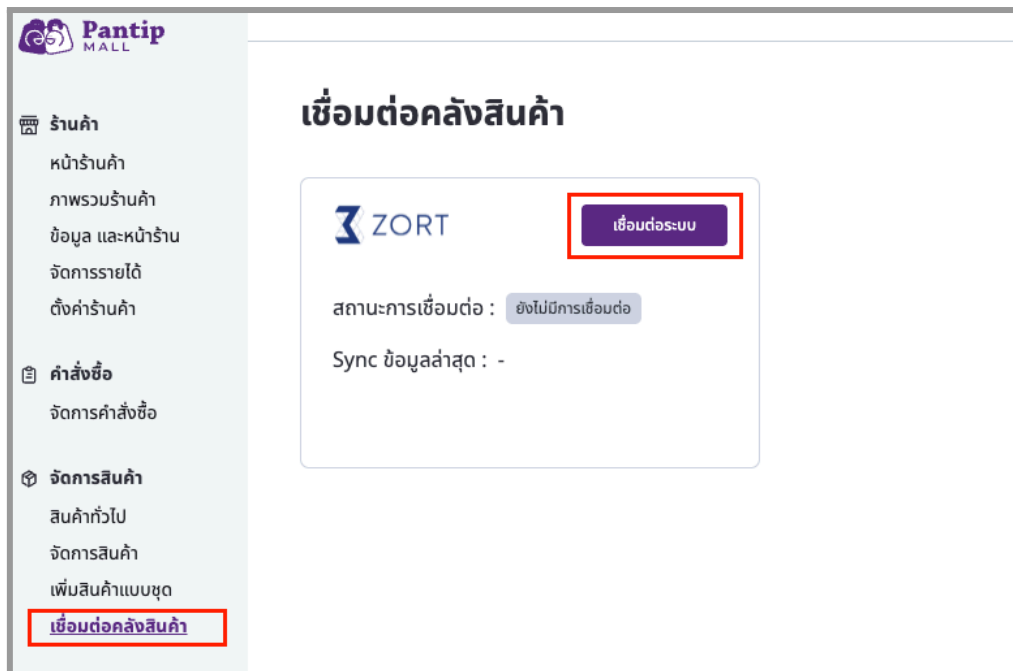 Pantip
MALL
ร้านค้า
หน้าร้านค้า
ภาพรวมร้านค้า
ข้อมูล และหน้าร้าน
จัดการรายได้
ตั้งค่าร้านค้า
คำสั่งซื้อ
จัดการคำสั่งซื้อ
จัดการสินค้า
สินค้าทั่วไป
จัดการสินค้า
เพิ่มสินค้าแบบชุด
เชื่อมต่อคลังสินค้า
เชื่อมต่อคลังสินค้า
ZORT
เชื่อมต่อระบบ
สถานะการเชื่อมต่อ : ยังไม่มีการเชื่อมต่อ
Sync ข้อมูลล่าสุด : -